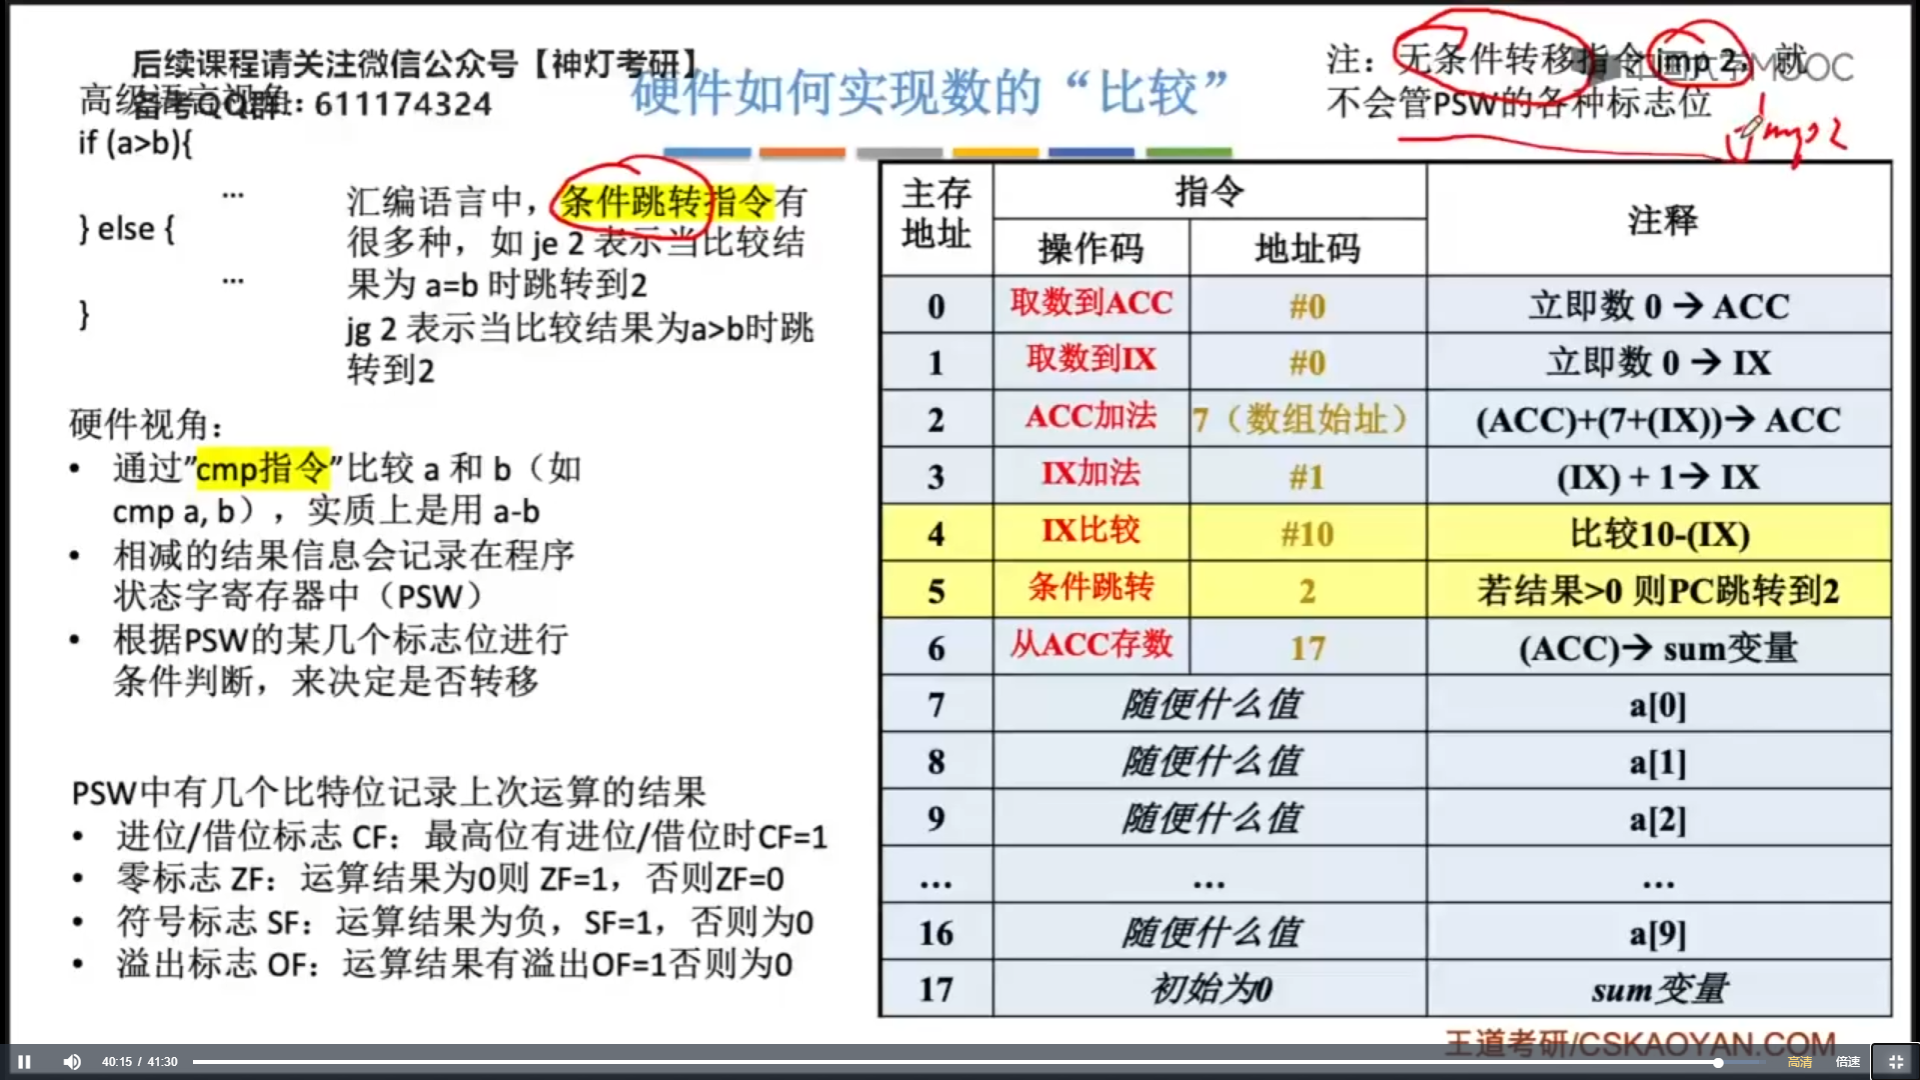 后续课程请关注微信公众号【神灯考研】
备考QQ群：611174324
高级语言视角：
硬件如何实现数的“比较”
注：无条件转移指令 jmp 2，就
不会管PSW的各种标志位
中国大学MOOC
jmp 2
if (a>b){
...
} else {
...
}
汇编语言中，条件跳转指令有
很多种，如 je 2 表示当比较结
果为 a=b 时跳转到2
jg 2 表示当比较结果为a>b时跳
转到2
硬件视角：
• 通过”cmp指令”比较 a 和 b（如
cmp a, b），实质上是用 a-b
• 相减的结果信息会记录在程序
状态字寄存器中（PSW）
• 根据PSW的某几个标志位进行
条件判断，来决定是否转移
PSW中有几个比特位记录上次运算的结果
• 进位/借位标志 CF：最高位有进位/借位时CF=1
• 零标志 ZF：运算结果为0则 ZF=1，否则ZF=0
• 符号标志 SF：运算结果为负，SF=1，否则为0
• 溢出标志 OF：运算结果有溢出OF=1否则为0
主存地址 指令 注释
操作码 地址码
0 取数到ACC #0 立即数 0 → ACC
1 取数到IX #0 立即数 0 → IX
2 ACC加法 7（数组始址） (ACC)+(7+(IX))→ ACC
3 IX加法 #1 (IX) + 1→ IX
4 IX比较 #10 比较10-(IX)
5 条件跳转 2 若结果>0 则PC跳转到2
6 从ACC存数 17 (ACC)→ sum变量
7 随便什么值 a[0]
8 随便什么值 a[1]
9 随便什么值 a[2]
... ... ...
16 随便什么值 a[9]
17 初始为0 sum变量
王道考研/CSKAOYAN.COM
40:15 / 41:30
高清 倍速